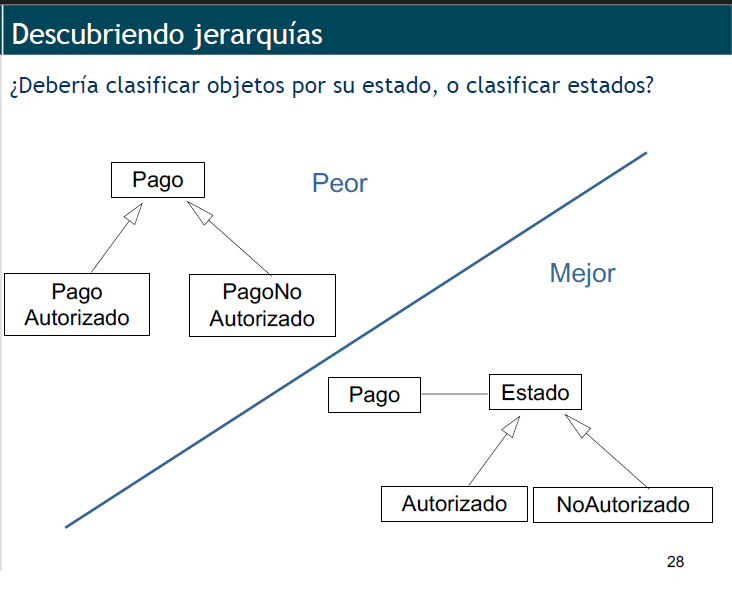 Descubriendo jerarquías
¿Debería clasificar objetos por su estado, o clasificar estados?
Pago
Peor
Pago
Autorizado
PagoNo
Autorizado
Mejor
Pago
Estado
Autorizado
NoAutorizado
28